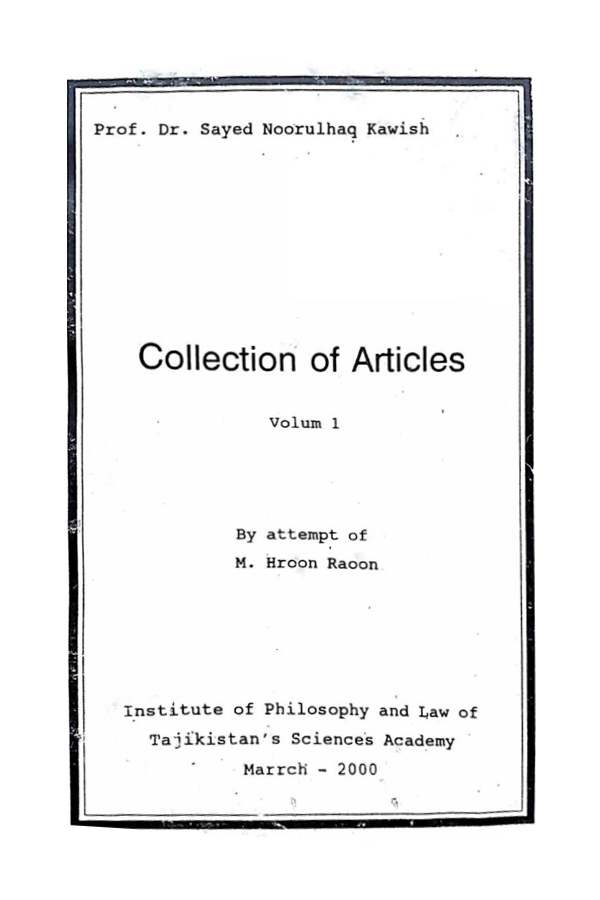 Prof. Dr. Sayed Noorulhaq Kawish
Collection of Articles
Volum 1
By attempt of
M. Hroon Raoon
Institute of Philosophy and Law of
Tajikistan's Sciences Academy
Marrch - 2000